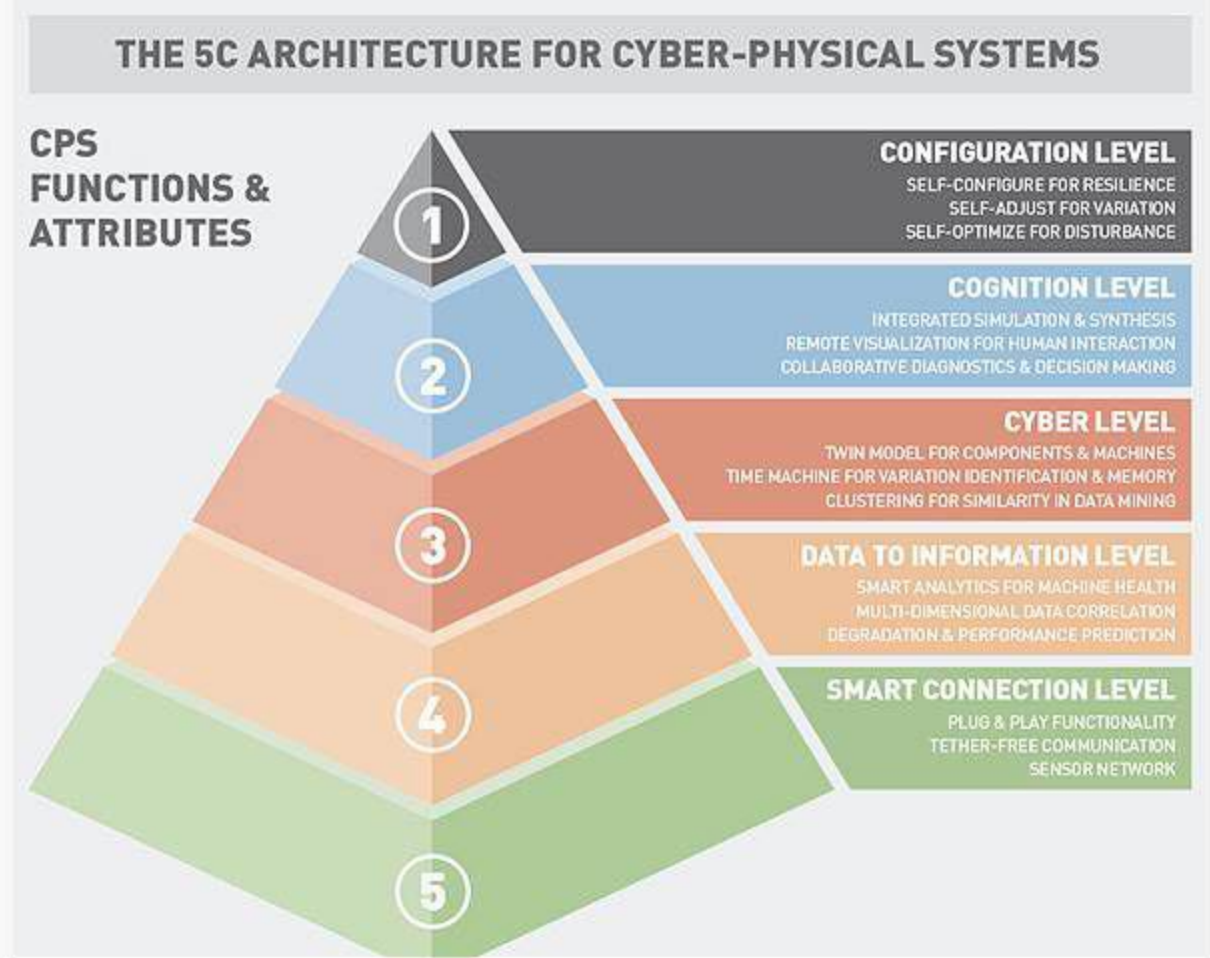 THE 5C ARCHITECTURE FOR CYBER-PHYSICAL SYSTEMS
CPS
FUNCTIONS &
ATTRIBUTES
1
CONFIGURATION LEVEL
SELF-CONFIGURE FOR RESILIENCE
SELF-ADJUST FOR VARIATION
SELF-OPTIMIZE FOR DISTURBANCE
2
COGNITION LEVEL
INTEGRATED SIMULATION & SYNTHESIS
REMOTE VISUALIZATION FOR HUMAN INTERACTION
COLLABORATIVE DIAGNOSTICS & DECISION MAKING
3
CYBER LEVEL
TWIN MODEL FOR COMPONENTS & MACHINES
TIME MACHINE FOR VARIATION IDENTIFICATION & MEMORY
CLUSTERING FOR SIMILARITY IN DATA MINING
4
DATA TO INFORMATION LEVEL
SMART ANALYTICS FOR MACHINE HEALTH
MULTI-DIMENSIONAL DATA CORRELATION
DEGRADATION & PERFORMANCE PREDICTION
5
SMART CONNECTION LEVEL
PLUG & PLAY FUNCTIONALITY
TETHER-FREE COMMUNICATION
SENSOR NETWORK